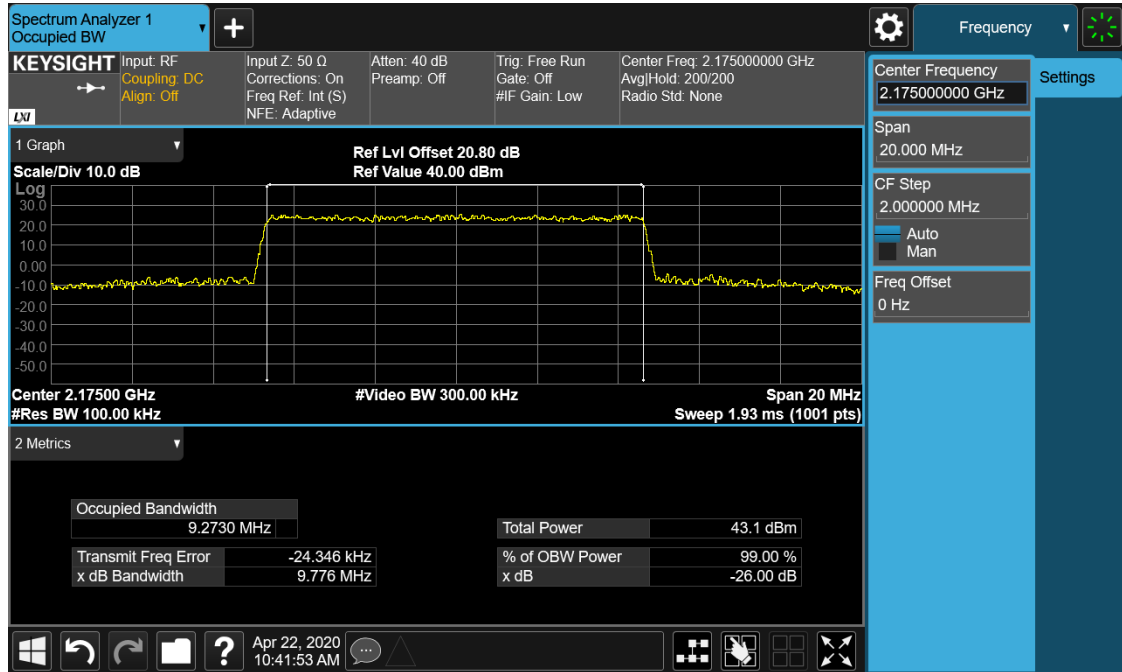 Spectrum Analyzer 1
Occupied BW
Frequency
KEYSIGHT
LXI
Input: RF
Coupling: DC
Align: Off
Input Z: 50 Ω
Corrections: On
Freq Ref: Int (S)
NFE: Adaptive
Atten: 40 dB
Preamp: Off
Trig: Free Run
Gate: Off
#IF Gain: Low
Center Freq: 2.175000000 GHz
Avg|Hold: 200/200
Radio Std: None
Center Frequency
2.175000000 GHz
Settings
Span
20.000 MHz
CF Step
2.000000 MHz
Auto
Man
Freq Offset
0 Hz
1 Graph
Scale/Div 10.0 dB
Ref Lvl Offset 20.80 dB
Ref Value 40.00 dBm
Log
30.0
20.0
10.0
0.00
-10.0
-20.0
-30.0
-40.0
-50.0
Center 2.17500 GHz
#Video BW 300.00 kHz
Span 20 MHz
#Res BW 100.00 kHz
Sweep 1.93 ms (1001 pts)
2 Metrics
Occupied Bandwidth
9.2730 MHz
Total Power 43.1 dBm
Transmit Freq Error -24.346 kHz
% of OBW Power 99.00 %
x dB Bandwidth 9.776 MHz
x dB -26.00 dB
?
Apr 22, 2020
10:41:53 AM